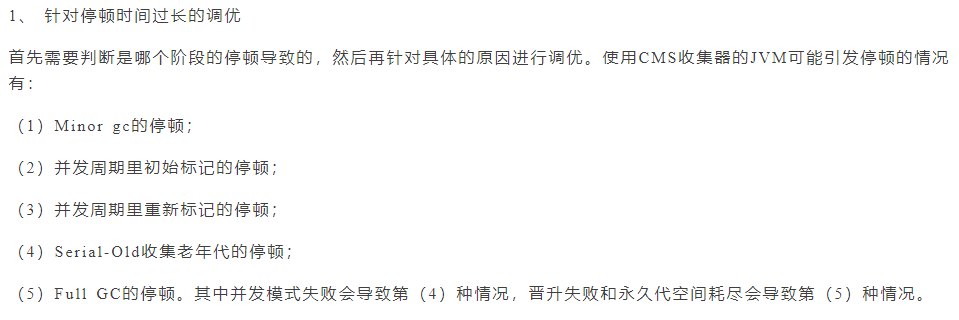 1、 针对停顿时间过长的调优
首先需要判断是哪个阶段的停顿导致的，然后再针对具体的原因进行调优。使用CMS收集器的JVM可能引发停顿的情况
有：
（1）Minor gc的停顿；
（2）并发周期里初始标记的停顿；
（3）并发周期里重新标记的停顿；
（4）Serial-Old收集老年代的停顿；
（5）Full GC的停顿。其中并发模式失败会导致第（4）种情况，晋升失败和永久代空间耗尽会导致第（5）种情况。